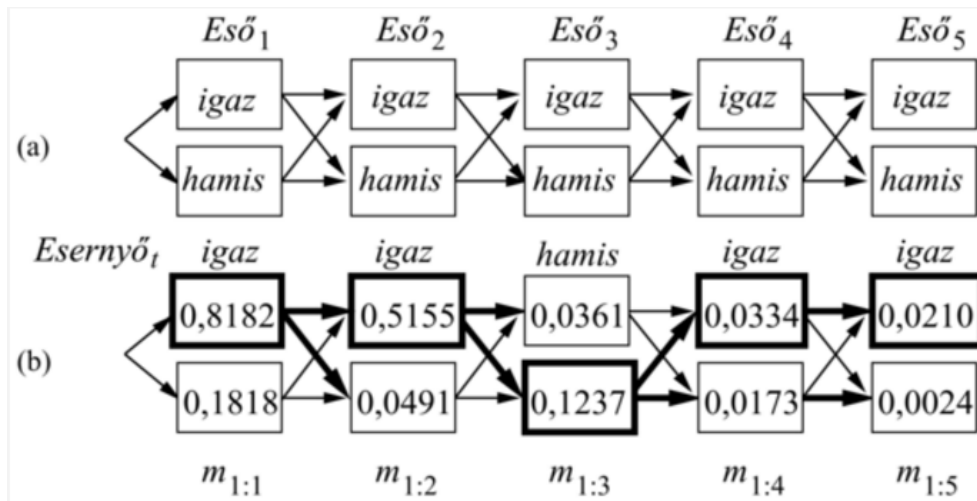 Eső1 Eső2 Eső3 Eső4 Eső5
igaz igaz igaz igaz igaz
(a)
hamis hamis hamis hamis hamis
Esernyőt igaz igaz hamis igaz igaz
0,8182 0,5155 0,0361 0,0334 0,0210
(b)
0,1818 0,0491 0,1237 0,0173 0,0024
m1:1 m1:2 m1:3 m1:4 m1:5